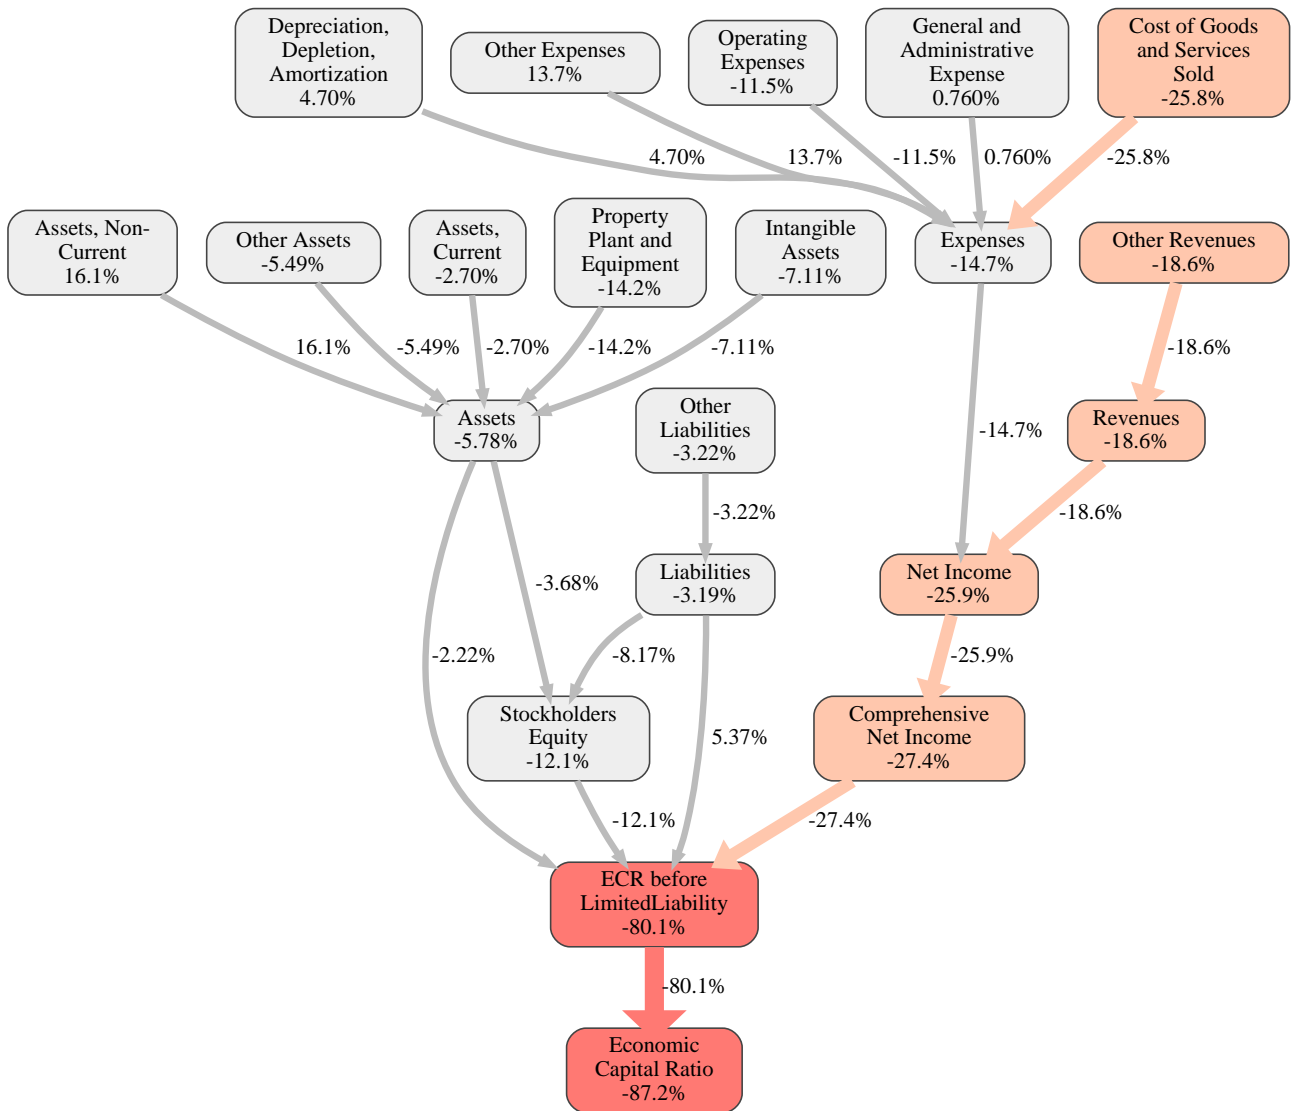 Depreciation,
Depletion,
Amortization
4.70%
Other Expenses
13.7%
Operating
Expenses
-11.5%
General and
Administrative
Expense
0.760%
Cost of Goods
and Services
Sold
-25.8%
4.70%
13.7%
-11.5%
0.760%
-25.8%
Assets, Non-
Current
16.1%
Other Assets
-5.49%
Assets,
Current
-2.70%
Property
Plant and
Equipment
-14.2%
Intangible
Assets
-7.11%
Expenses
-14.7%
Other Revenues
-18.6%
16.1%
-5.49%
-2.70%
-14.2%
-7.11%
-18.6%
Assets
-5.78%
Other
Liabilities
-3.22%
-14.7%
Revenues
-18.6%
-3.22%
-18.6%
-3.68%
Liabilities
-3.19%
Net Income
-25.9%
-2.22%
-8.17%
-25.9%
Stockholders
Equity
-12.1%
5.37%
Comprehensive
Net Income
-27.4%
-12.1%
-27.4%
ECR before
LimitedLiability
-80.1%
-80.1%
Economic
Capital Ratio
-87.2%